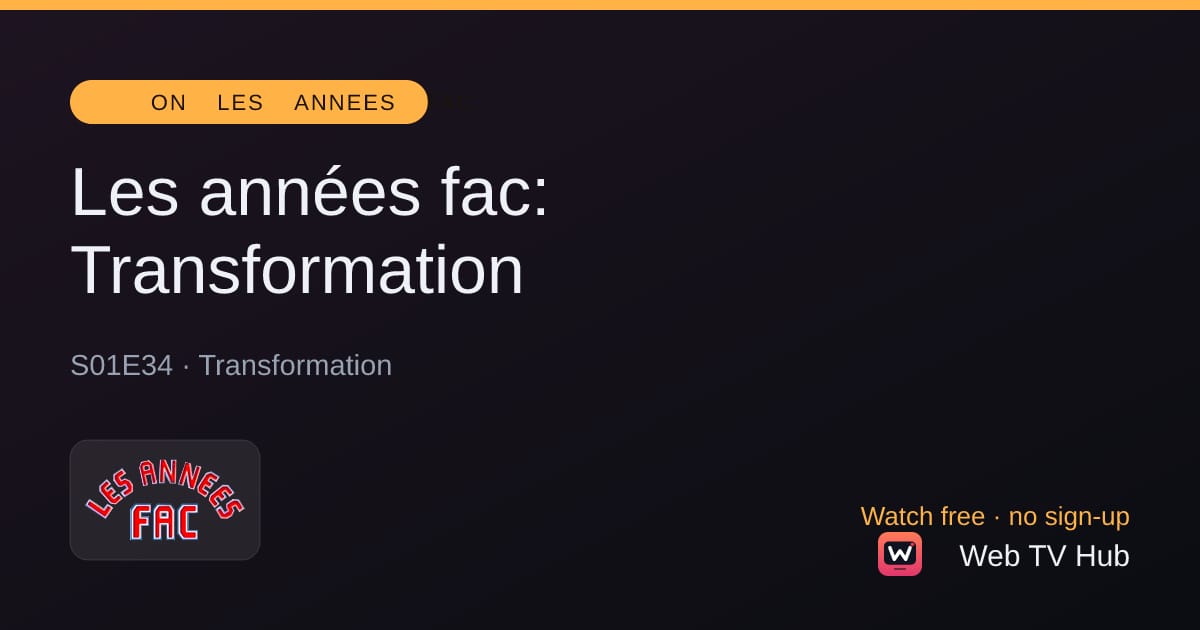 ON LES ANNEES
Les années fac:
Transformation
S01E34 · Transformation
LES ANNEES
FAC
Watch free · no sign-up
W
Web TV Hub